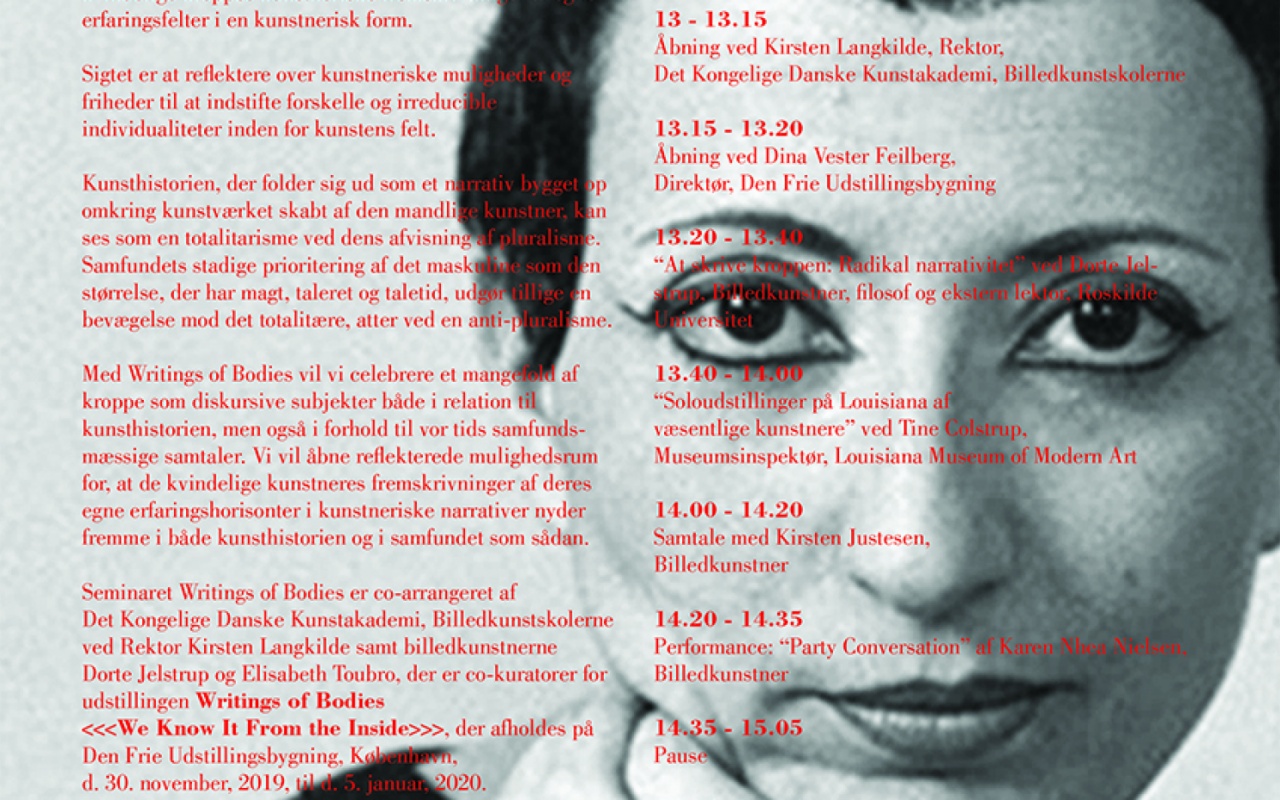 erfaringsfelter i en kunstnerisk form.
Sigtet er at reflektere over kunstneriske muligheder og
friheder til at indstifte forskelle og irreducible
individualiteter inden for kunstens felt.
Kunsthistorien, der folder sig ud som et narrativ bygget op
omkring kunstværket skabt af den mandlige kunstner, kan
ses som en totalitarisme ved dens afvisning af pluralisme.
Samfundets stadige prioritering af det maskuline som den
størrelse, der har magt, taleret og taletid, udgør tillige en
bevægelse mod det totalitære, atter ved en anti-pluralisme.
Med Writings of Bodies vil vi celebrere et mangefold af
kroppe som diskursive subjekter både i relation til
kunsthistorien, men også i forhold til vor tids samfunds-
mæssige samtaler. Vi vil åbne reflekterede mulighedsrum
for, at de kvindelige kunstneres fremskrivninger af deres
egne erfaringshorisonter i kunstneriske narrativer nyder
fremme i både kunsthistorien og i samfundet som sådan.
Seminaret Writings of Bodies er co-arrangeret af
Det Kongelige Danske Kunstakademi, Billedkunstskolerne
ved Rektor Kirsten Langkilde samt billedkunstnerne
Dorte Jelstrup og Elisabeth Toubro, der er co-kuratorer for
udstillingen Writings of Bodies
<<<We Know It From the Inside>>>, der afholdes på
Den Frie Udstillingsbygning, København,
d. 30. november, 2019, til d. 5. januar, 2020.
13 - 13.15
Åbning ved Kirsten Langkilde, Rektor,
Det Kongelige Danske Kunstakademi, Billedkunstskolerne
13.15 - 13.20
Åbning ved Dina Vester Feilberg,
Direktør, Den Frie Udstillingsbygning
13.20 - 13.40
“At skrive kroppen: Radikal narrativitet” ved Dorte Jel-
strup, Billedkunstner, filosof og ekstern lektor, Roskilde
Universitet
13.40 - 14.00
“Soloudstillinger på Louisiana af
væsentlige kunstnere” ved Tine Colstrup,
Museumsinspektør, Louisiana Museum of Modern Art
14.00 - 14.20
Samtale med Kirsten Justesen,
Billedkunstner
14.20 - 14.35
Performance: “Party Conversation” af Karen Nhea Nielsen,
Billedkunstner
14.35 - 15.05
Pause